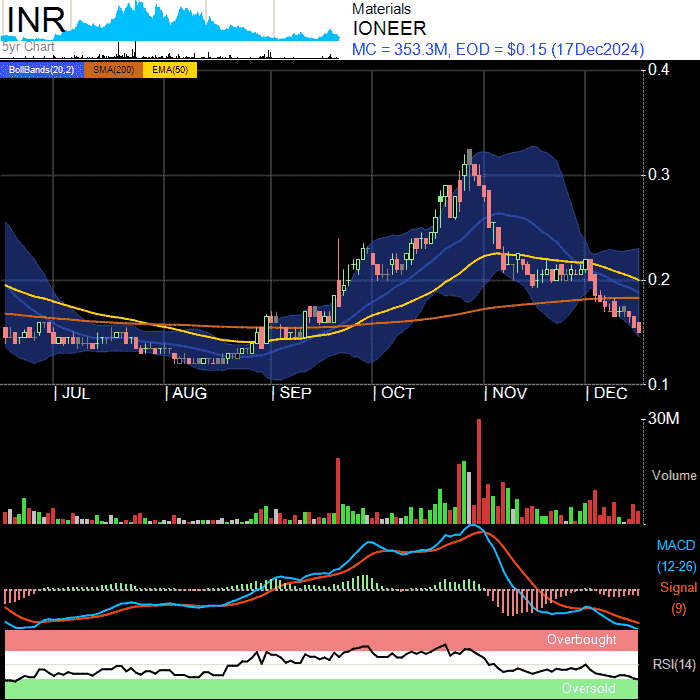 INR
5yr Chart
Materials
IONEER
MC = 353.3M, EOD = $0.15 (17Dec2024)
BollBands(20,2) SMA(200) EMA(50)
0.4
0.3
0.2
0.1
JUL AUG SEP OCT NOV DEC
30M
Volume
MACD
(12-26)
Signal
(9)
Overbought
RSI(14)
Oversold